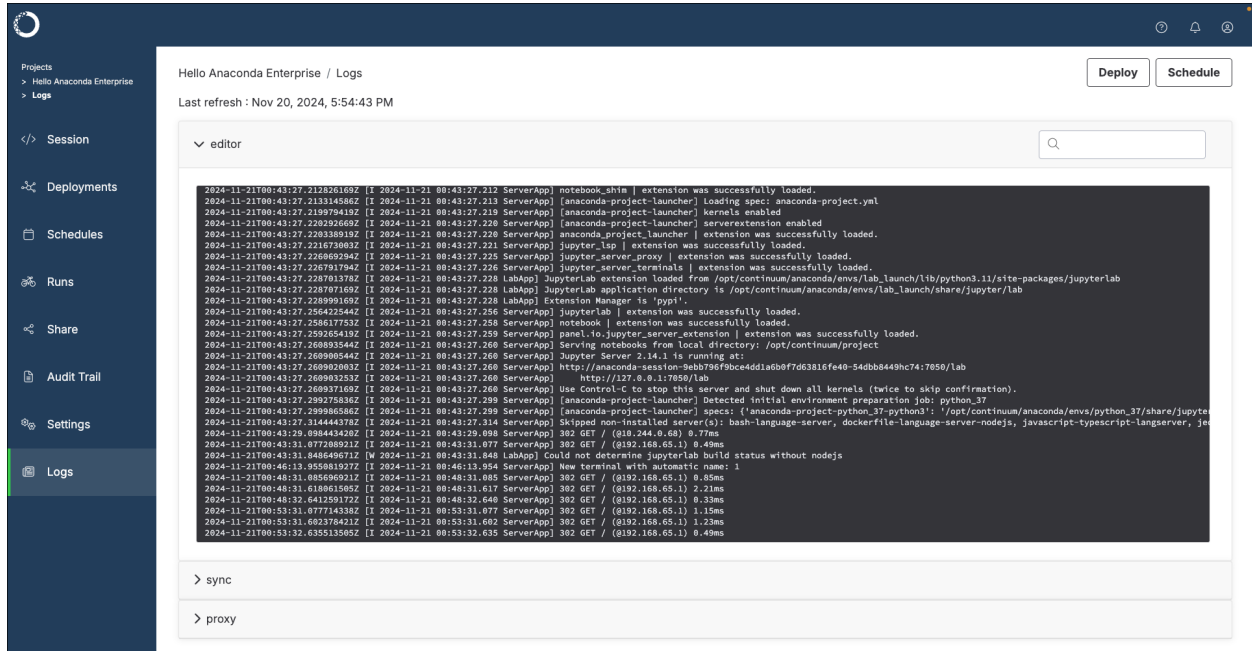 Projects
> Hello Anaconda Enterprise
> Logs
Session
Deployments
Schedules
Runs
Share
Audit Trail
Settings
Logs
Hello Anaconda Enterprise / Logs
Deploy
Schedule
Last refresh : Nov 20, 2024, 5:54:43 PM
editor
2024-11-21T00:43:27.212826169Z [I 2024-11-21 00:43:27.212 ServerApp] notebook_shim | extension was successfully loaded.
2024-11-21T00:43:27.213314586Z [I 2024-11-21 00:43:27.213 ServerApp] [anaconda-project-launcher] Loading spec: anaconda-project.yml
2024-11-21T00:43:27.219979419Z [I 2024-11-21 00:43:27.219 ServerApp] [anaconda-project-launcher] kernels enabled
2024-11-21T00:43:27.220292669Z [I 2024-11-21 00:43:27.220 ServerApp] [anaconda-project-launcher] serverextension enabled
2024-11-21T00:43:27.220338919Z [I 2024-11-21 00:43:27.220 ServerApp] anaconda_project_launcher | extension was successfully loaded.
2024-11-21T00:43:27.221673003Z [I 2024-11-21 00:43:27.221 ServerApp] jupyter_lsp | extension was successfully loaded.
2024-11-21T00:43:27.226069294Z [I 2024-11-21 00:43:27.225 ServerApp] jupyter_server_proxy | extension was successfully loaded.
2024-11-21T00:43:27.226791794Z [I 2024-11-21 00:43:27.226 ServerApp] jupyter_server_terminals | extension was successfully loaded.
2024-11-21T00:43:27.228701378Z [I 2024-11-21 00:43:27.228 LabApp] JupyterLab extension loaded from /opt/continuum/anaconda/envs/lab_launch/lib/python3.11/site-packages/jupyterlab
2024-11-21T00:43:27.228707169Z [I 2024-11-21 00:43:27.228 LabApp] JupyterLab application directory is /opt/continuum/anaconda/envs/lab_launch/share/jupyter/lab
2024-11-21T00:43:27.228999169Z [I 2024-11-21 00:43:27.228 LabApp] Extension Manager is 'pypi'.
2024-11-21T00:43:27.256422544Z [I 2024-11-21 00:43:27.256 ServerApp] jupyterlab | extension was successfully loaded.
2024-11-21T00:43:27.258617753Z [I 2024-11-21 00:43:27.258 ServerApp] notebook | extension was successfully loaded.
2024-11-21T00:43:27.259265419Z [I 2024-11-21 00:43:27.259 ServerApp] panel.io.jupyter_server_extension | extension was successfully loaded.
2024-11-21T00:43:27.260893544Z [I 2024-11-21 00:43:27.260 ServerApp] Serving notebooks from local directory: /opt/continuum/project
2024-11-21T00:43:27.260900544Z [I 2024-11-21 00:43:27.260 ServerApp] Jupyter Server 2.14.1 is running at:
2024-11-21T00:43:27.260902003Z [I 2024-11-21 00:43:27.260 ServerApp] http://anaconda-session-9ebb796f9bce4dd1a6b0f7d63816fe40-54dbb8449hc74:7050/lab
2024-11-21T00:43:27.260903253Z [I 2024-11-21 00:43:27.260 ServerApp]     http://127.0.0.1:7050/lab
2024-11-21T00:43:27.260937169Z [I 2024-11-21 00:43:27.260 ServerApp] Use Control-C to stop this server and shut down all kernels (twice to skip confirmation).
2024-11-21T00:43:27.299275836Z [I 2024-11-21 00:43:27.299 ServerApp] [anaconda-project-launcher] Detected initial environment preparation job: python_37
2024-11-21T00:43:27.299986586Z [I 2024-11-21 00:43:27.299 ServerApp] [anaconda-project-launcher] specs: {'anaconda-project-python_37-python3': '/opt/continuum/anaconda/envs/python_37/share/jupyte
2024-11-21T00:43:27.314444378Z [I 2024-11-21 00:43:27.314 ServerApp] Skipped non-installed server(s): bash-language-server, dockerfile-language-server-nodejs, javascript-typescript-langserver, jed
2024-11-21T00:43:29.098443420Z [I 2024-11-21 00:43:29.098 ServerApp] 302 GET / (@10.244.0.68) 0.77ms
2024-11-21T00:43:31.077208921Z [I 2024-11-21 00:43:31.077 ServerApp] 302 GET / (@192.168.65.1) 0.49ms
2024-11-21T00:43:31.848649671Z [W 2024-11-21 00:43:31.848 LabApp] Could not determine jupyterlab build status without nodejs
2024-11-21T00:46:13.955081927Z [I 2024-11-21 00:46:13.954 ServerApp] New terminal with automatic name: 1
2024-11-21T00:48:31.085696921Z [I 2024-11-21 00:48:31.085 ServerApp] 302 GET / (@192.168.65.1) 0.85ms
2024-11-21T00:48:31.618061505Z [I 2024-11-21 00:48:31.617 ServerApp] 302 GET / (@192.168.65.1) 2.21ms
2024-11-21T00:48:32.641259172Z [I 2024-11-21 00:48:32.640 ServerApp] 302 GET / (@192.168.65.1) 0.33ms
2024-11-21T00:53:31.077714338Z [I 2024-11-21 00:53:31.077 ServerApp] 302 GET / (@192.168.65.1) 1.15ms
2024-11-21T00:53:31.602378421Z [I 2024-11-21 00:53:31.602 ServerApp] 302 GET / (@192.168.65.1) 1.23ms
2024-11-21T00:53:32.635513505Z [I 2024-11-21 00:53:32.635 ServerApp] 302 GET / (@192.168.65.1) 0.49ms
sync
proxy